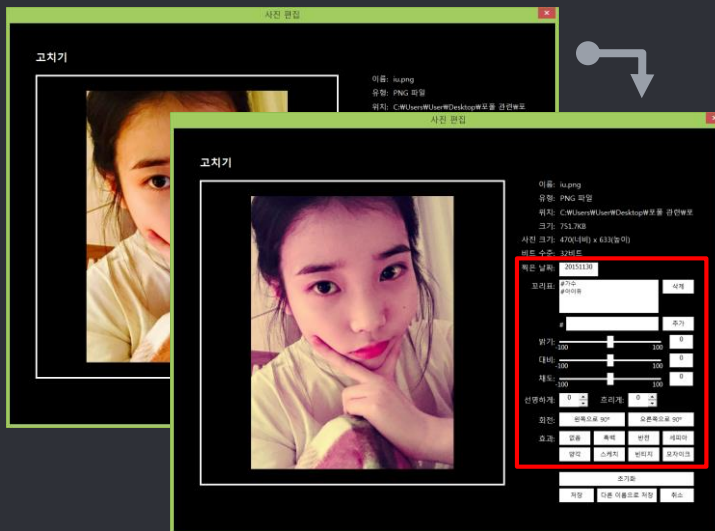 사진 편집
고치기
이름: iu.png
유형: PNG 파일
위치: C:₩Users₩User₩Desktop₩포폴 관련₩포
사진 편집
고치기
이름: iu.png
유형: PNG 파일
위치: C:₩Users₩User₩Desktop₩포폴 관련₩포
크기: 751.7KB
사진 크기: 470(너비) x 633(높이)
비트 수준: 32비트
찍은 날짜: 20151130
꼬리표: #가수
#아이유
삭제
# 추가
밝기: -100 100 0
대비: -100 100 0
채도: -100 100 0
선명하게: 0 흐리게: 0
회전: 왼쪽으로 90° 오른쪽으로 90°
효과: 없음 흑백 반전 세피아
양각 스케치 빈티지 모자이크
초기화
저장 다른 이름으로 저장 취소